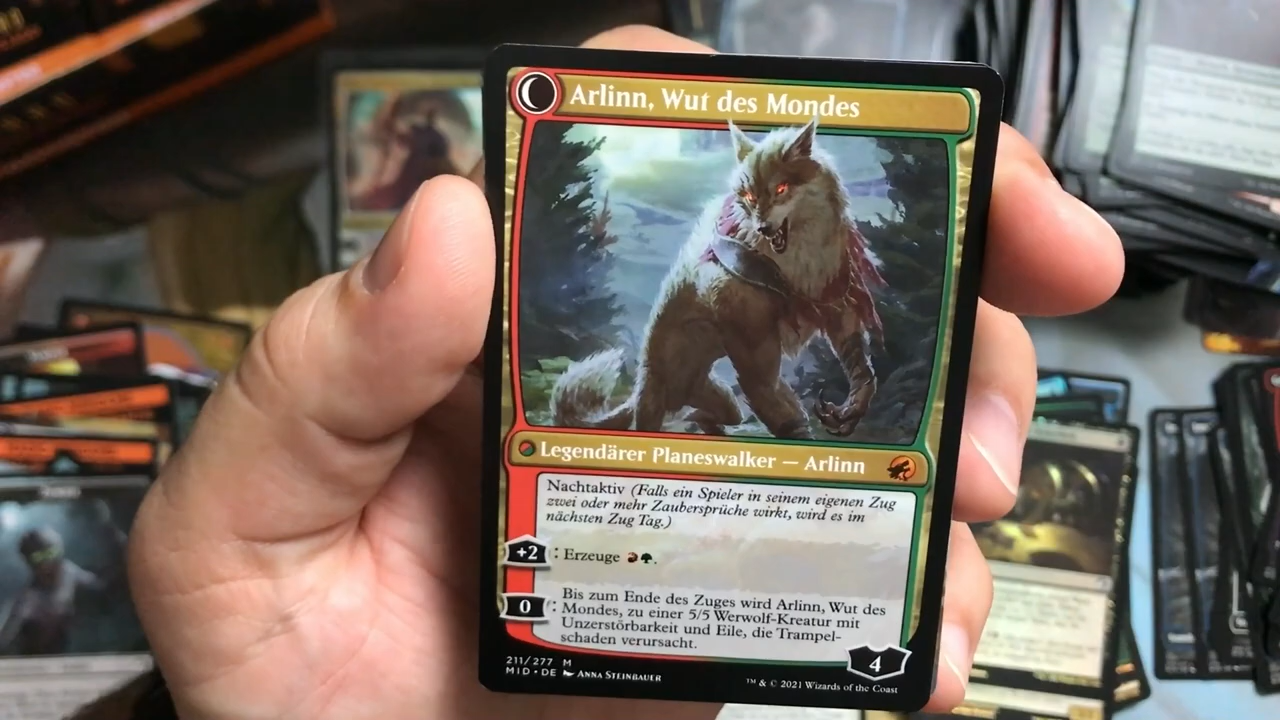 Arlinn, Wut des Mondes
Legendärer Planeswalker — Arlinn
Nachtaktiv (Falls ein Spieler in seinem eigenen Zug
zwei oder mehr Zaubersprüche wirkt, wird es im
nächsten Zug Tag.)
+2 : Erzeuge .
Bis zum Ende des Zuges wird Arlinn, Wut des
0 : Mondes, zu einer 5/5 Werwolf-Kreatur mit
Unzerstörbarkeit und Eile, die Trampel-
schaden verursacht.
4
211/277 M
MID • DE Anna Steinbauer
™ & © 2021 Wizards of the Coast